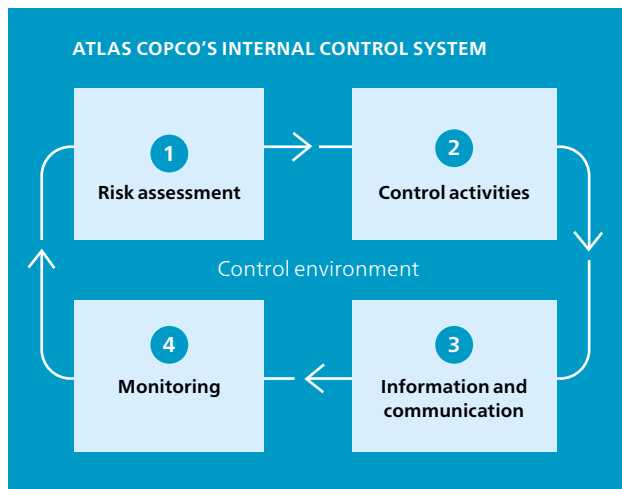 ATLAS COPCO'S INTERNAL CONTROL SYSTEM
1
Risk assessment
2
Control activities
Control environment
4
Monitoring
3
Information and
communication